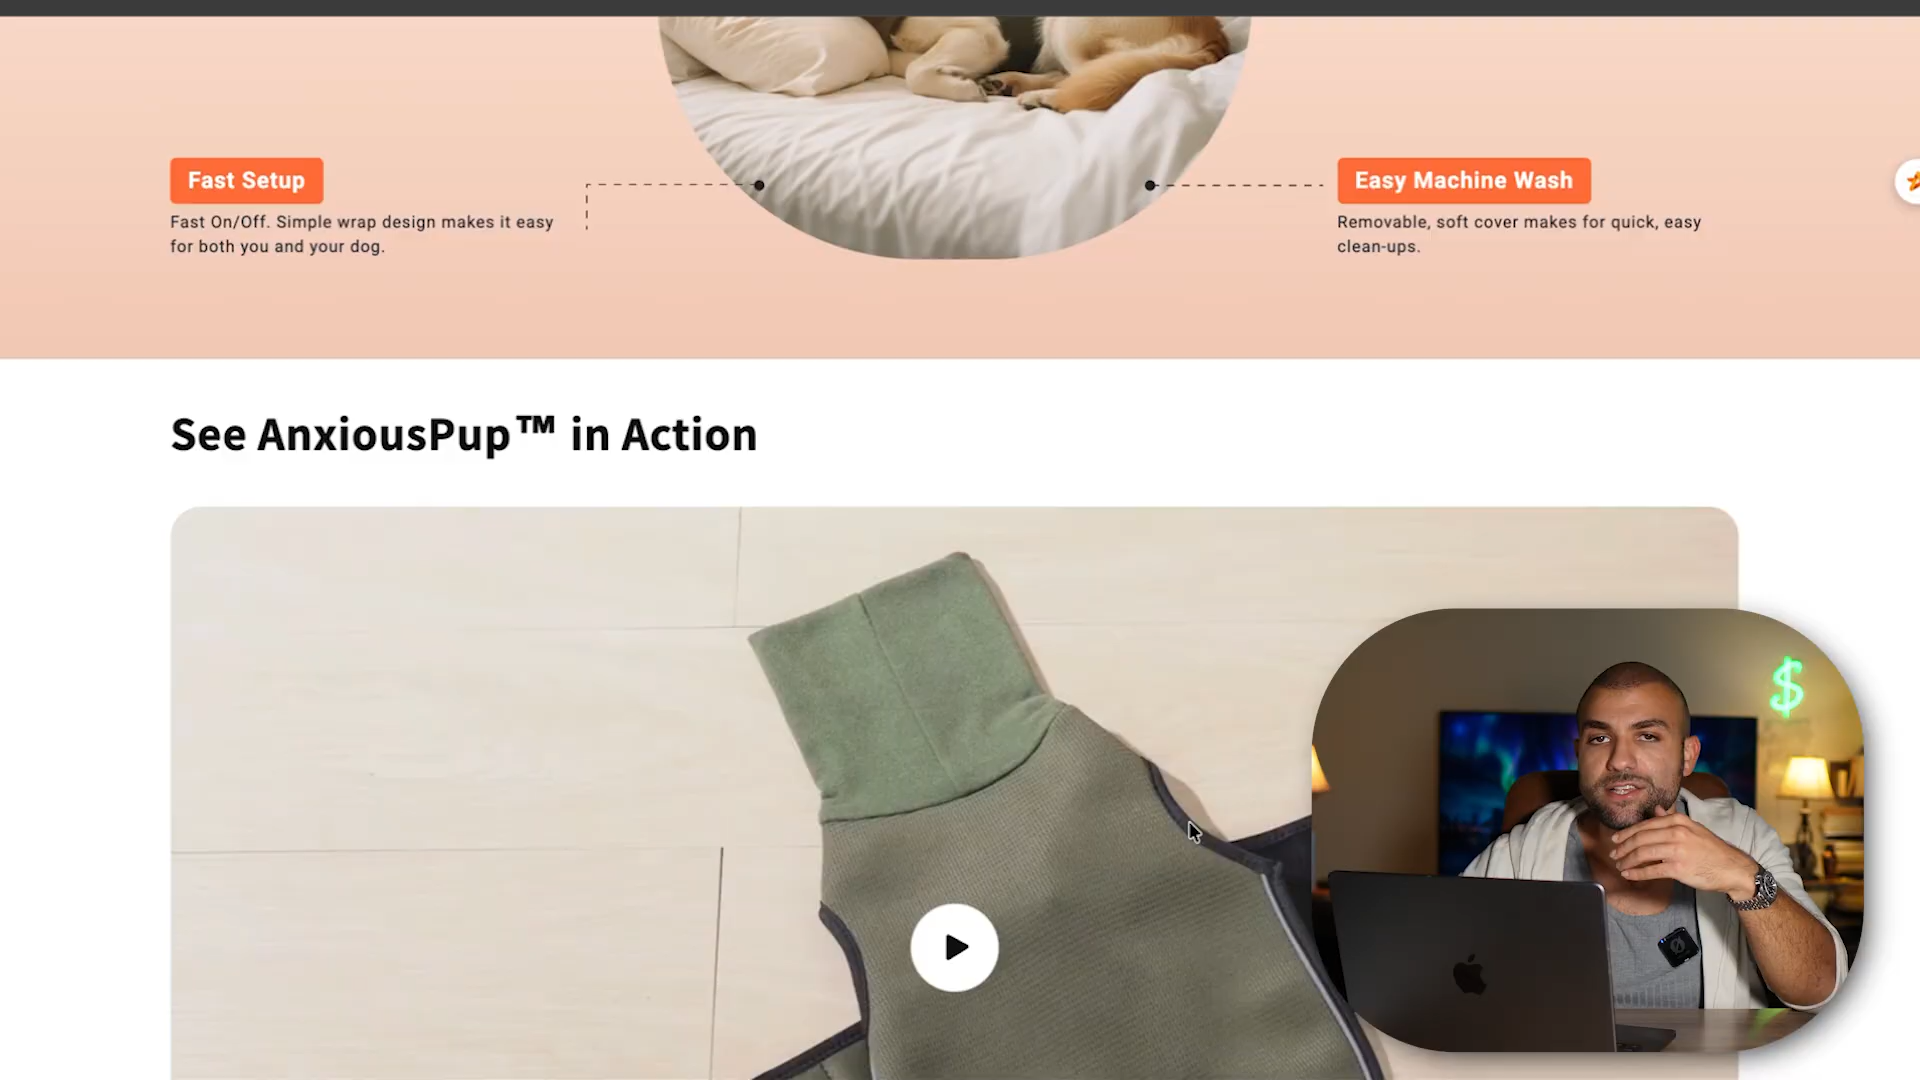 Fast Setup
Fast On/Off. Simple wrap design makes it easy
for both you and your dog.
Easy Machine Wash
Removable, soft cover makes for quick, easy
clean-ups.
See AnxiousPup™ in Action
$